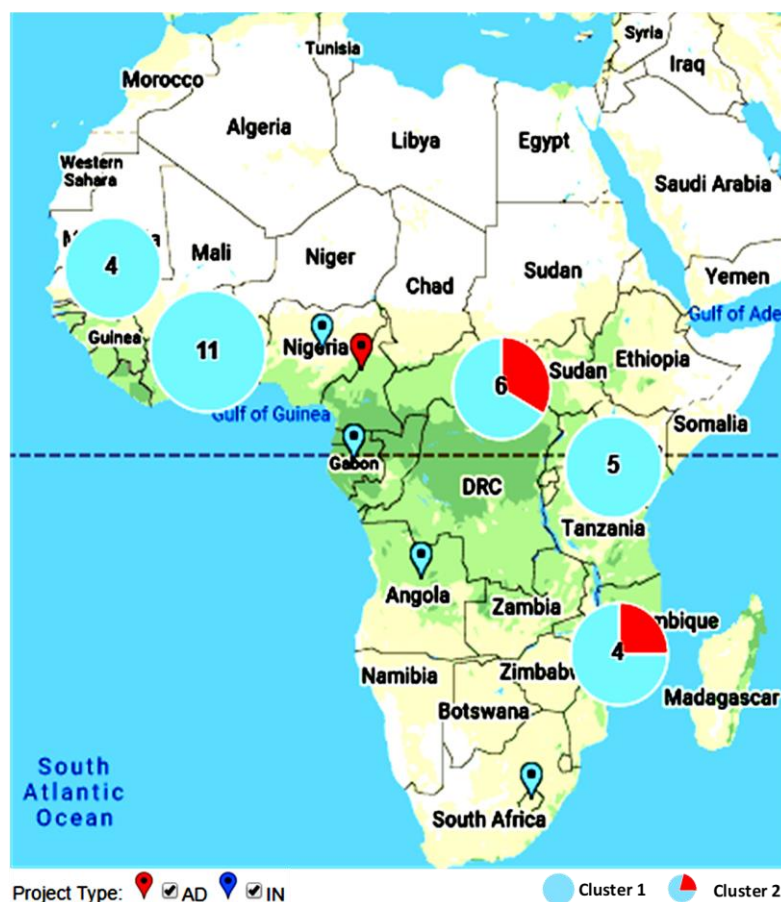 Tunisia
Syria
Morocco
Iraq
Algeria
Libya
Egypt
Western
Sahara
Saudi Arabia
4
Mali
Niger
Chad
Sudan
Yemen
Gulf of Ade
Guinea
11
Nigeria
6
Sudan
Ethiopia
Gulf of Guinea
Somalia
Gabon
DRC
5
Tanzania
Angola
Zambia
mbique
4
Namibia
Zimbabw
Madagascar
Botswana
South
Atlantic
Ocean
South Africa
Project Type: AD IN Cluster 1 Cluster 2